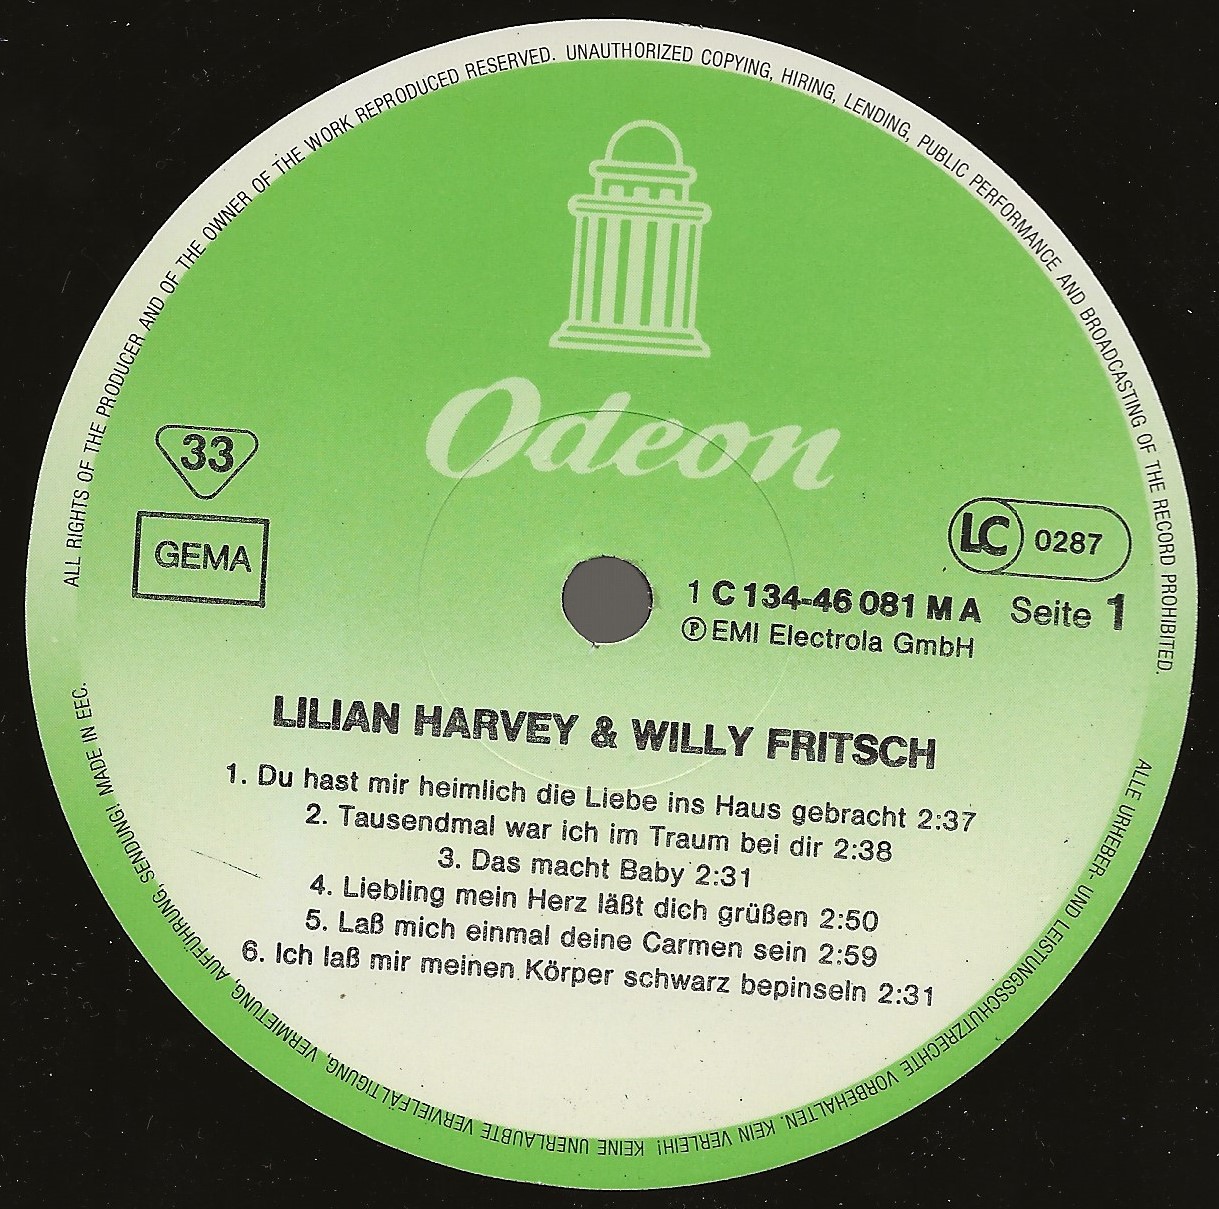 ALL RIGHTS OF THE PRODUCER AND OF THE OWNER OF THE WORK REPRODUCED RESERVED. UNAUTHORIZED COPYING, HIRING, LENDING, PUBLIC PERFORMANCE AND BROADCASTING OF THE RECORD PROHIBITED.
Odeon
33
GEMA
LC 0287
1 C 134-46 081 M A Seite 1
Ⓟ EMI Electrola GmbH
LILIAN HARVEY & WILLY FRITSCH
1. Du hast mir heimlich die Liebe ins Haus gebracht 2:37
2. Tausendmal war ich im Traum bei dir 2:38
3. Das macht Baby 2:31
4. Liebling mein Herz läßt dich grüßen 2:50
5. Laß mich einmal deine Carmen sein 2:59
6. Ich laß mir meinen Körper schwarz bepinseln 2:31
ALLE URHEBER- UND LEISTUNGSSCHUTZRECHTE VORBEHALTEN. KEIN VERLEIH! KEINE UNERLAUBTE VERVIELFÄLTIGUNG, VERMIETUNG, AUFFÜHRUNG, SENDUNG! MADE IN EEC.